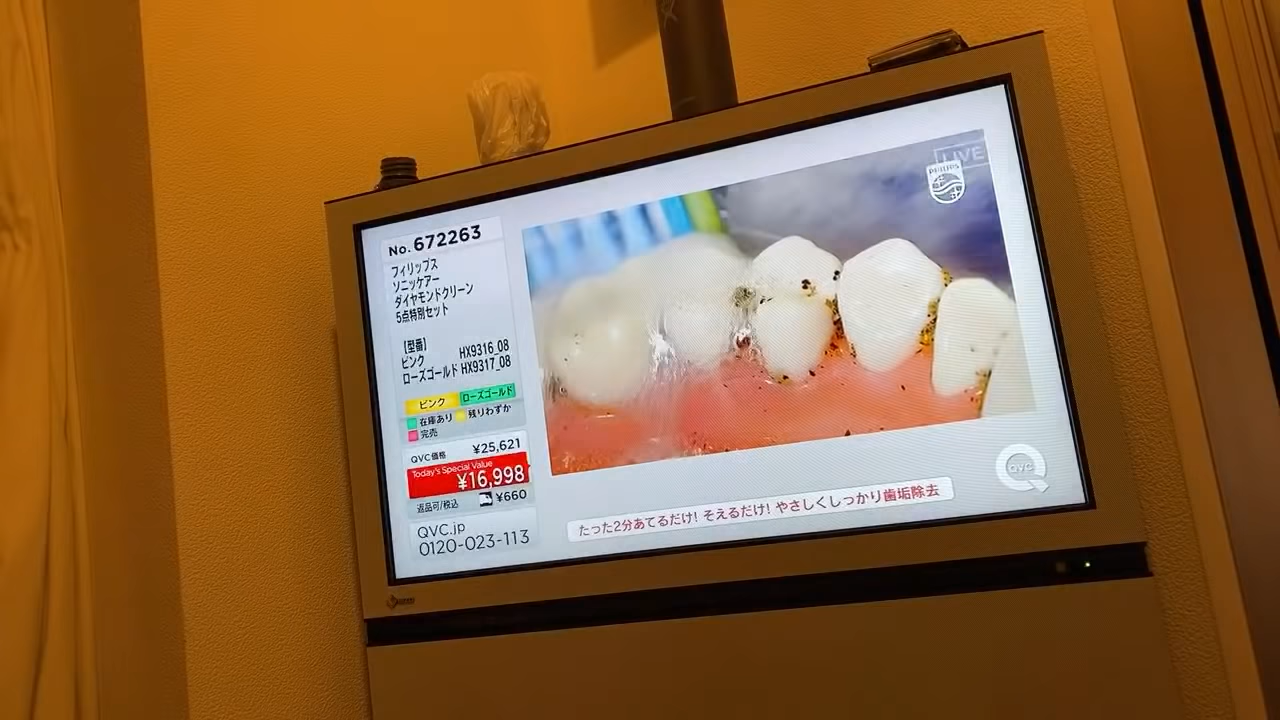 No. 672263
フィリップス
ソニッケアー
ダイヤモンドクリーン
5点特別セット
【型番】
ピンク HX9316_08
ローズゴールド HX9317_08
ピンク ローズゴールド
在庫あり 残りわずか
完売
QVC価格 ¥25,621
Today's Special Value
¥16,998
返品可/税込 ¥660
QVC.jp
0120-023-113
LIVE
PHILIPS
QVC
たった2分あてるだけ! そえるだけ! やさしくしっかり歯垢除去